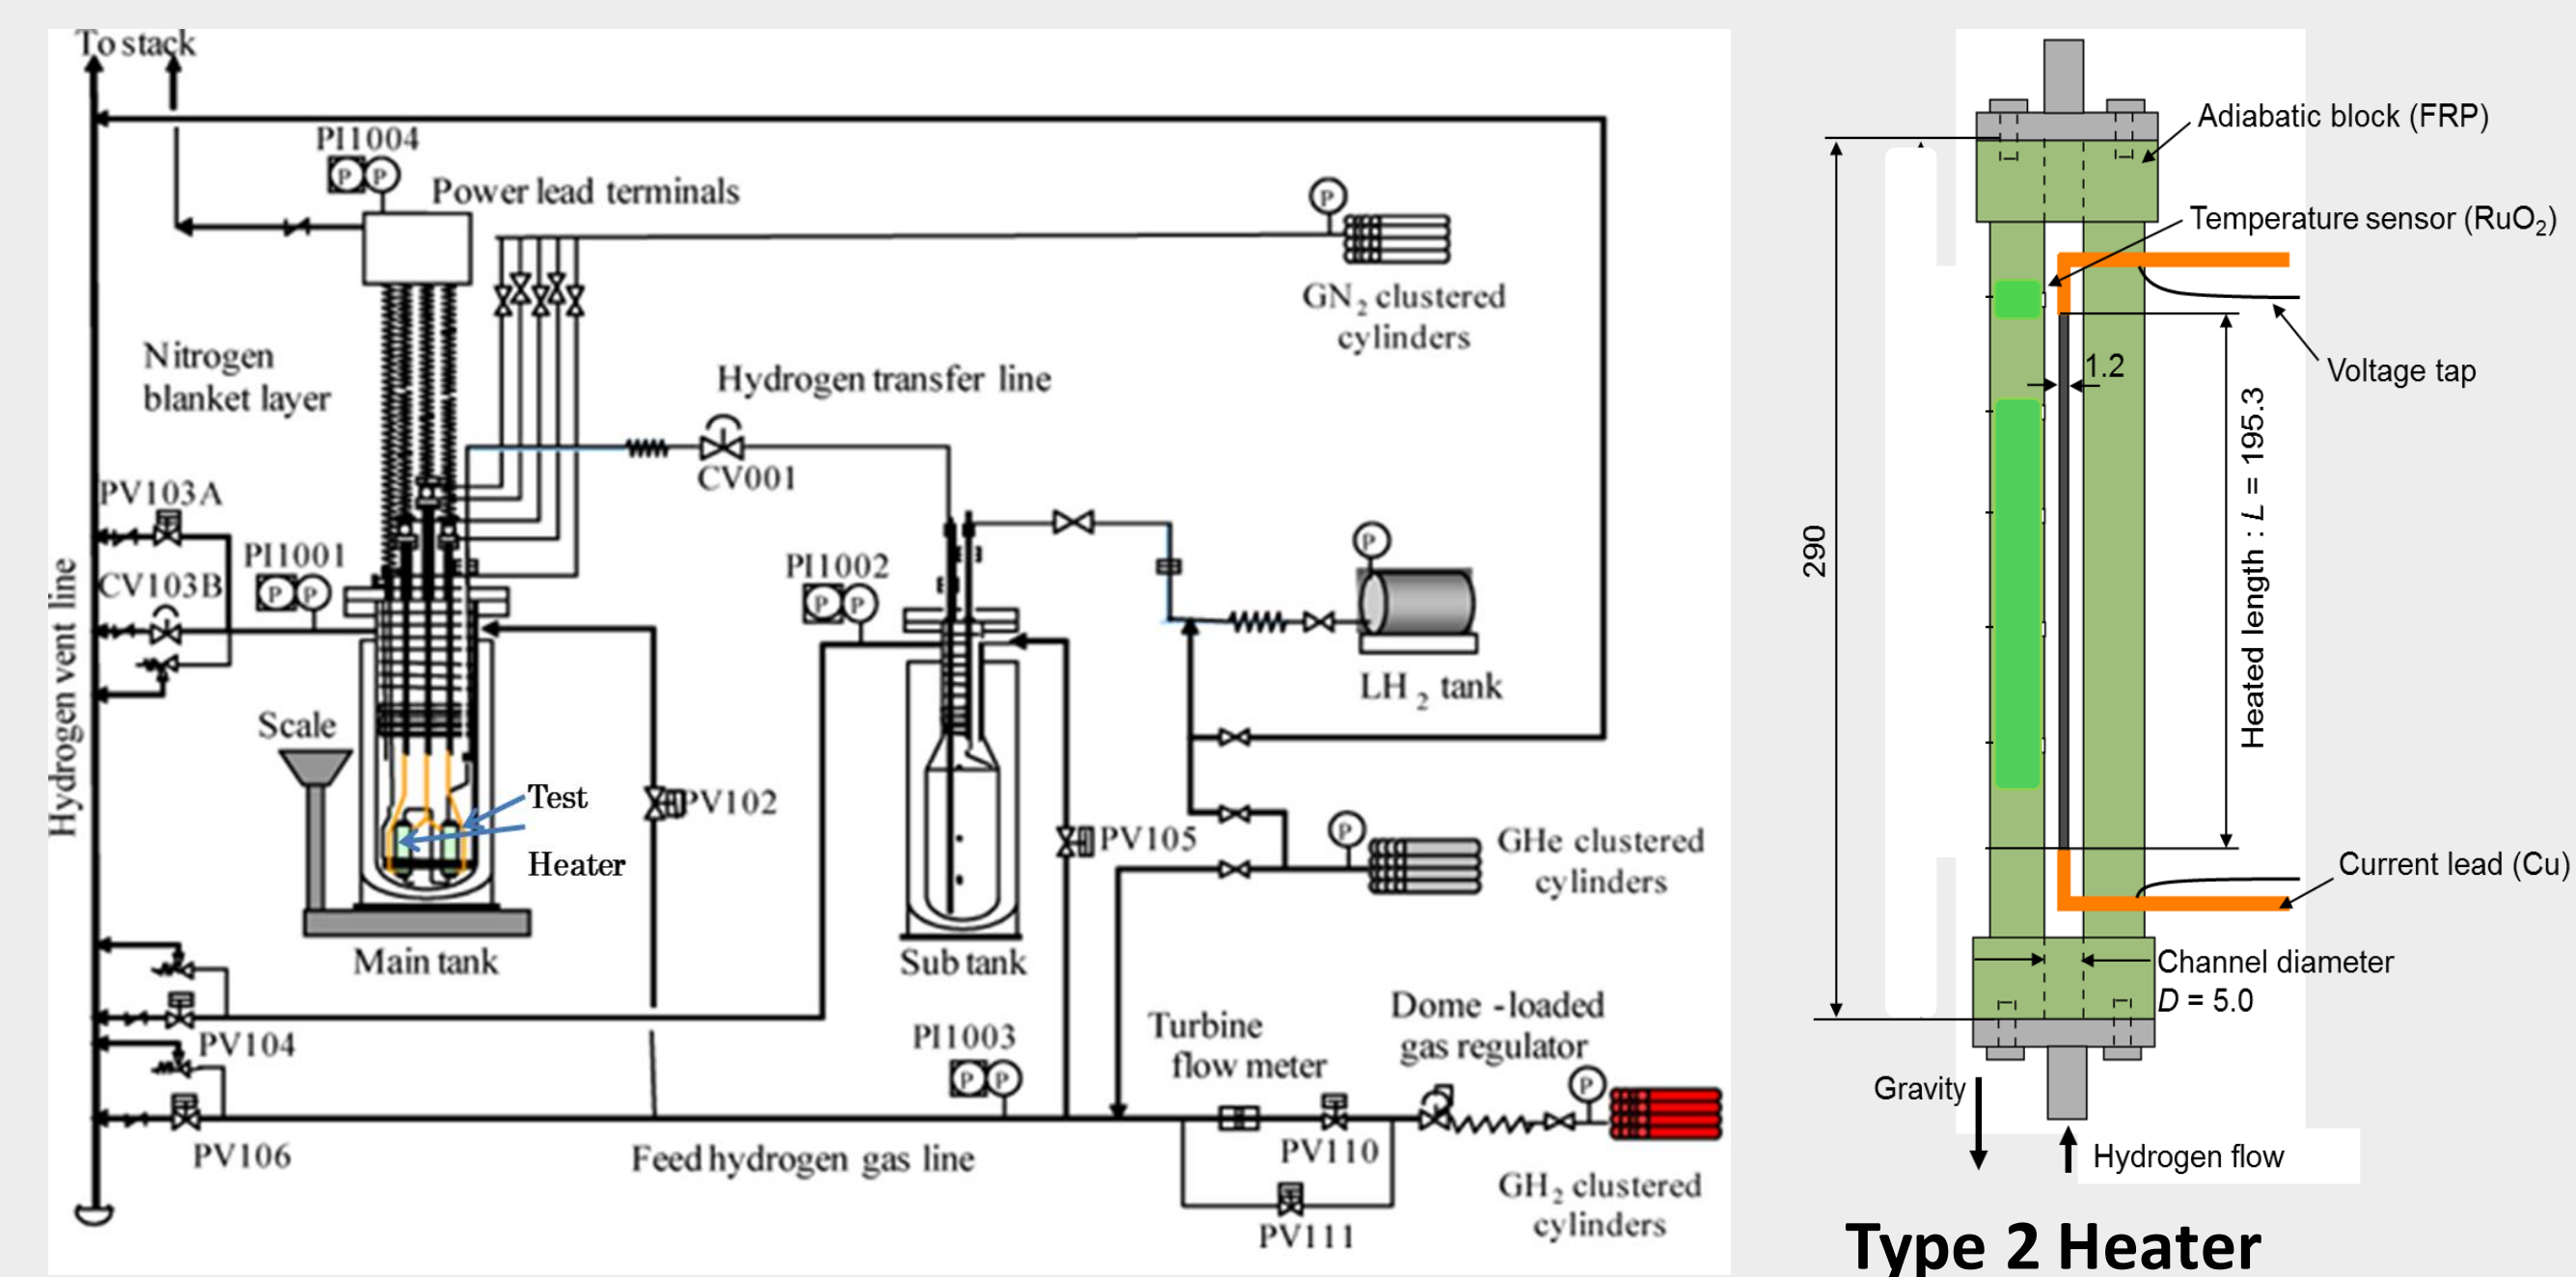 To stack
PI1004
P P
Power lead terminals
P
GN2 clustered
cylinders
Nitrogen
blanket layer
Hydrogen transfer line
CV001
PV103A
CV103B
PI1001
P P
PI1002
P P
P
LH2 tank
Hydrogen vent line
Scale
Test
Heater
PV102
PV105
P
GHe clustered
cylinders
Main tank
Sub tank
PV104
PI1003
P P
Turbine
flow meter
Dome-loaded
gas regulator
P
PV106
Feed hydrogen gas line
PV110
PV111
GH2 clustered
cylinders
Adiabatic block (FRP)
Temperature sensor (RuO2)
Voltage tap
1.2
290
Heated length : L = 195.3
Current lead (Cu)
Channel diameter
D = 5.0
Gravity
Hydrogen flow
Type 2 Heater